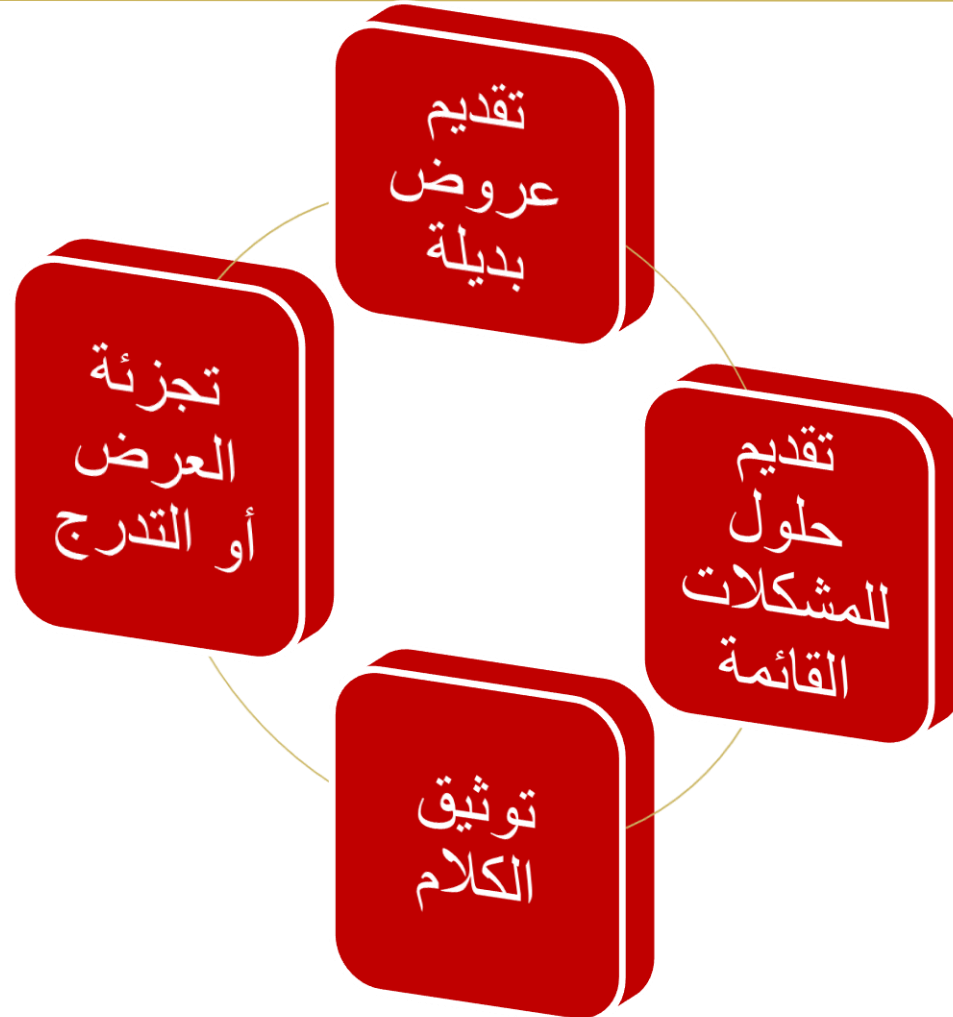 تقديم
عروض
بديلة
تقديم
حلول
للمشكلات
القائمة
توثيق
الكلام
تجزئة
العرض
أو التدرج